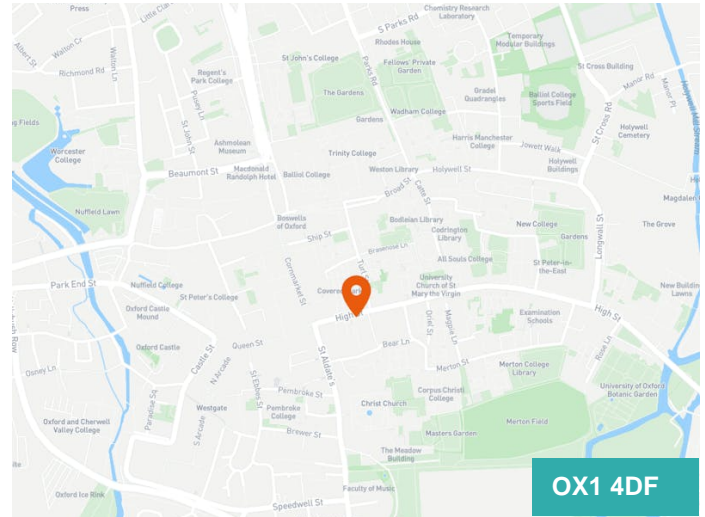 Press
Chemistry Research
Laboratory
S Parks Rd
Rhodes House
Temporary
Modular Buildings
Albert St
Walton Cr
Walton Ln
Richmond Rd
St John's College
Fellows' Private
Garden
Parks Rd
St Cross Building
Manor Rd
Manor Pl
Regent's
Park College
Pusey Ln
St John St
The Gardens
Gradel
Quadrangles
Balliol College
Sports Field
St Cross Rd
Holywell Mill Stream
Wadham College
Gardens
Holywell
Cemetery
Ashmolean
Museum
Harris Manchester
College
Jowett Walk
Worcester
College
Trinity College
Holywell
Buildings
Beaumont St
Macdonald
Randolph Hotel
Balliol College
Weston Library
Holywell St
Broad St
Catte St
Nuffield Lawn
Boswells
of Oxford
Bodleian Library
Codrington
Library
New College
Gardens
Longwall St
The Grove
Ship St
Brasenose Ln
Turl
All Souls College
St Peter-in-
the-East
Cornmarket St
University
Church of St
Mary the Virgin
Park End St
Nuffield College
St Peter's College
New Building
Lawns
Oxford Castle
Mound
High
High St
Examination
Schools
Oriel St
Magpie Ln
Rose Ln
Oxford Castle
Castle St
Queen St
N Arcade
St Aldate's
Bear Ln
Merton St
Merton College
Library
Osney Ln
St Ebbes St
Pembroke St
Corpus Christi
College
University of Oxford
Botanic Garden
Paradise Sq
Westgate
Pembroke
College
Christ Church
Merton Field
Oxford and Cherwell
Valley College
S Arcade
Brewer St
Masters Garden
The Meadow
Building
Oxford Ice Rink
Faculty of Music
Speedwell St
OX1 4DF